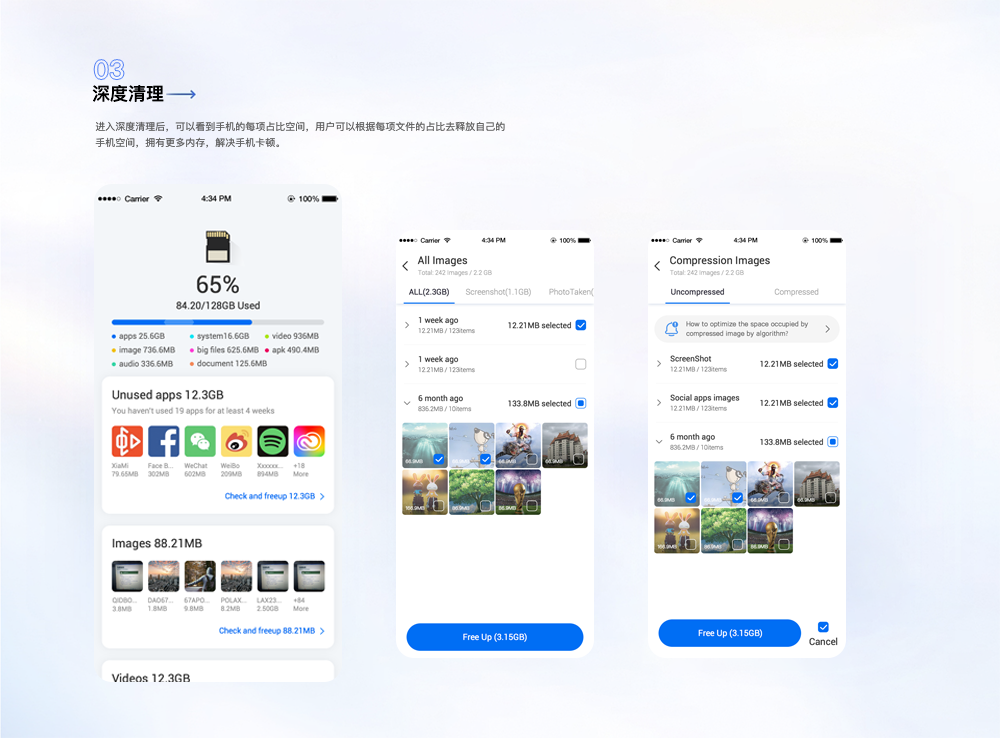 03
深度清理
进入深度清理后，可以看到手机的每项占比空间，用户可以根据每项文件的占比去释放自己的
手机空间，拥有更多内存，解决手机卡顿。
Carrier 4:34 PM 100%
65%
84.20/128GB Used
apps 25.6GB system16.6GB video 936MB
image 736.6MB big files 625.6MB apk 490.4MB
audio 336.6MB document 125.6MB
Unused apps 12.3GB
You haven't used 19 apps for at least 4 weeks
XiaMi Face B... WeChat WeiBo Xxxxxx... +18
79.65MB 302MB 602MB 209MB 894MB More
Check and freeup 12.3GB
Images 88.21MB
QIDBO... DAD67... 67APO... POLAX... LAX23... +84
3.8MB 1.8MB 9.8MB 8.2MB 2.50GB More
Check and freeup 88.21MB
Videos 12.3GB
Carrier 4:34 PM 100%
All Images
Total: 242 Images / 2.2 GB
ALL(2.3GB) Screenshot(1.1GB) PhotoTaken(
1 week ago
12.21MB / 123items
12.21MB selected
1 week ago
12.21MB / 123items
6 month ago
836.2MB / 10items
133.8MB selected
66.9MB 66.9MB 66.9MB 66.9MB
166.9MB 86.9MB 86.9MB
Free Up (3.15GB)
Carrier 4:34 PM 100%
Compression Images
Total: 242 Images / 2.2 GB
Uncompressed Compressed
How to optimize the space occupied by
compressed image by algorithm?
ScreenShot
12.21MB / 123items
12.21MB selected
Social apps images
12.21MB / 123items
12.21MB selected
6 month ago
836.2MB / 10items
133.8MB selected
66.9MB 66.9MB 66.9MB 66.9MB
166.9MB 86.9MB 86.9MB
Free Up (3.15GB)
Cancel